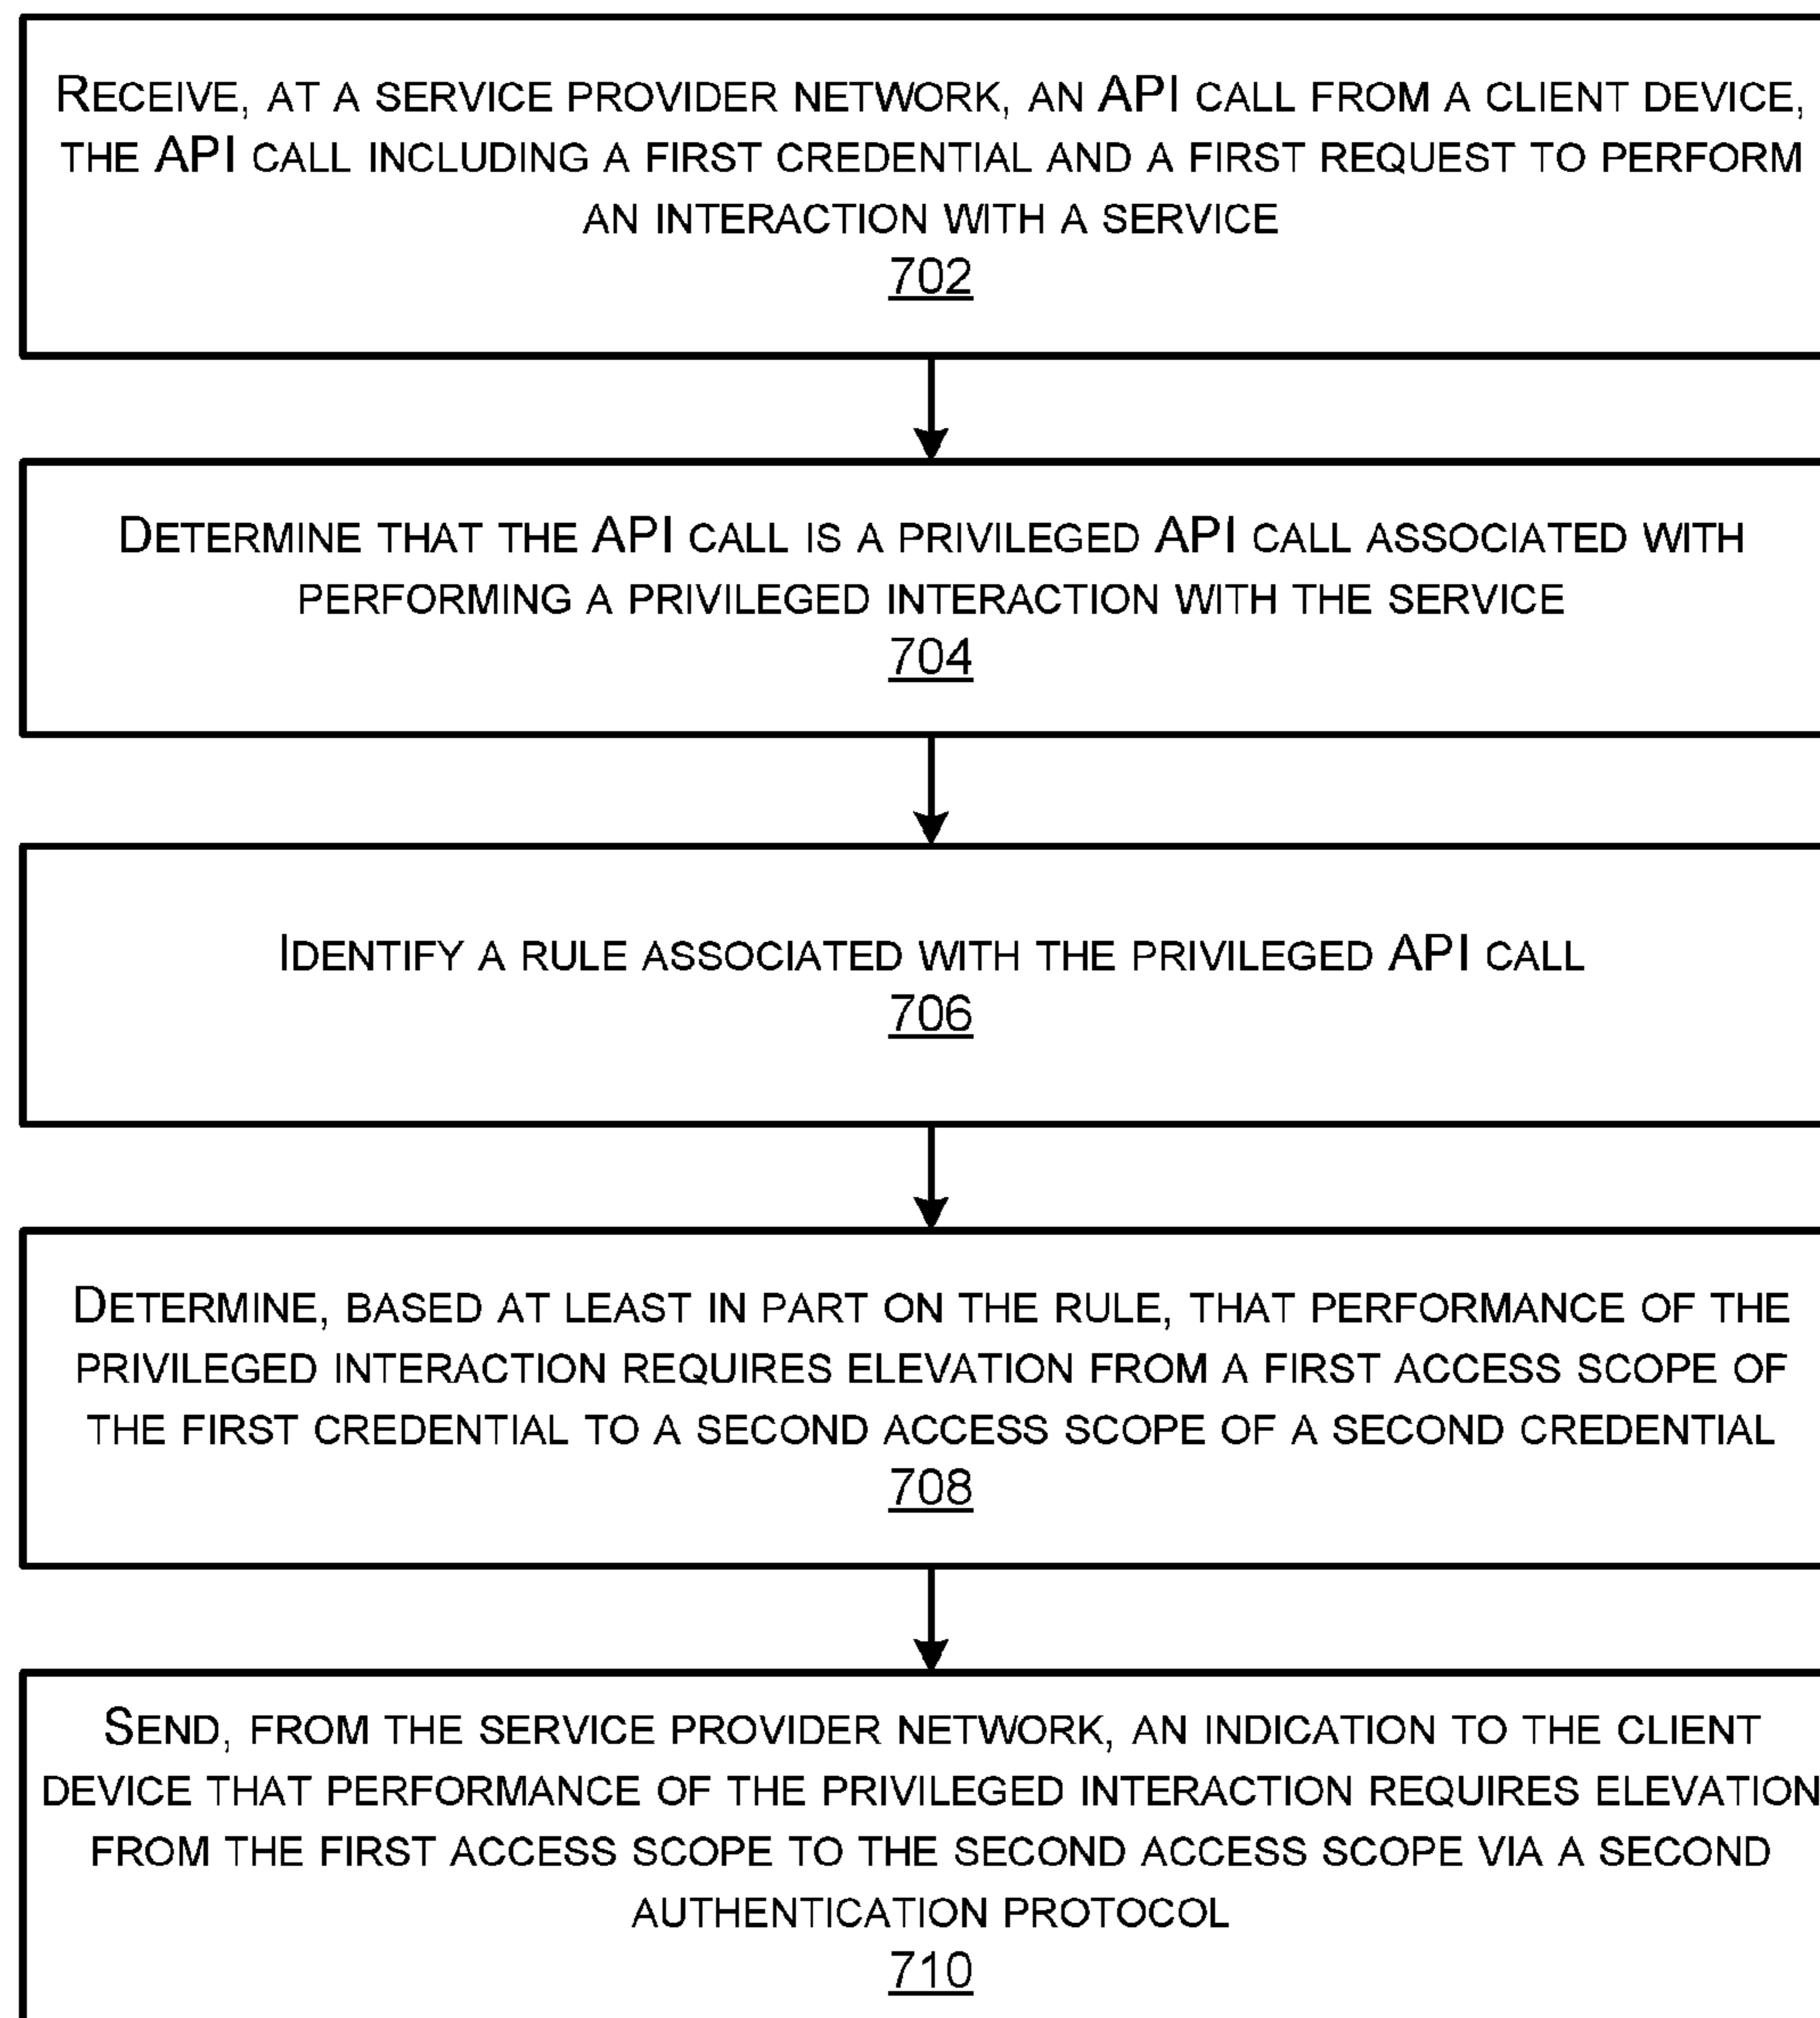 RECEIVE, AT A SERVICE PROVIDER NETWORK, AN API CALL FROM A CLIENT DEVICE,
THE API CALL INCLUDING A FIRST CREDENTIAL AND A FIRST REQUEST TO PERFORM
AN INTERACTION WITH A SERVICE
702
DETERMINE THAT THE API CALL IS A PRIVILEGED API CALL ASSOCIATED WITH
PERFORMING A PRIVILEGED INTERACTION WITH THE SERVICE
704
IDENTIFY A RULE ASSOCIATED WITH THE PRIVILEGED API CALL
706
DETERMINE, BASED AT LEAST IN PART ON THE RULE, THAT PERFORMANCE OF THE
PRIVILEGED INTERACTION REQUIRES ELEVATION FROM A FIRST ACCESS SCOPE OF
THE FIRST CREDENTIAL TO A SECOND ACCESS SCOPE OF A SECOND CREDENTIAL
708
SEND, FROM THE SERVICE PROVIDER NETWORK, AN INDICATION TO THE CLIENT
DEVICE THAT PERFORMANCE OF THE PRIVILEGED INTERACTION REQUIRES ELEVATION
FROM THE FIRST ACCESS SCOPE TO THE SECOND ACCESS SCOPE VIA A SECOND
AUTHENTICATION PROTOCOL
710